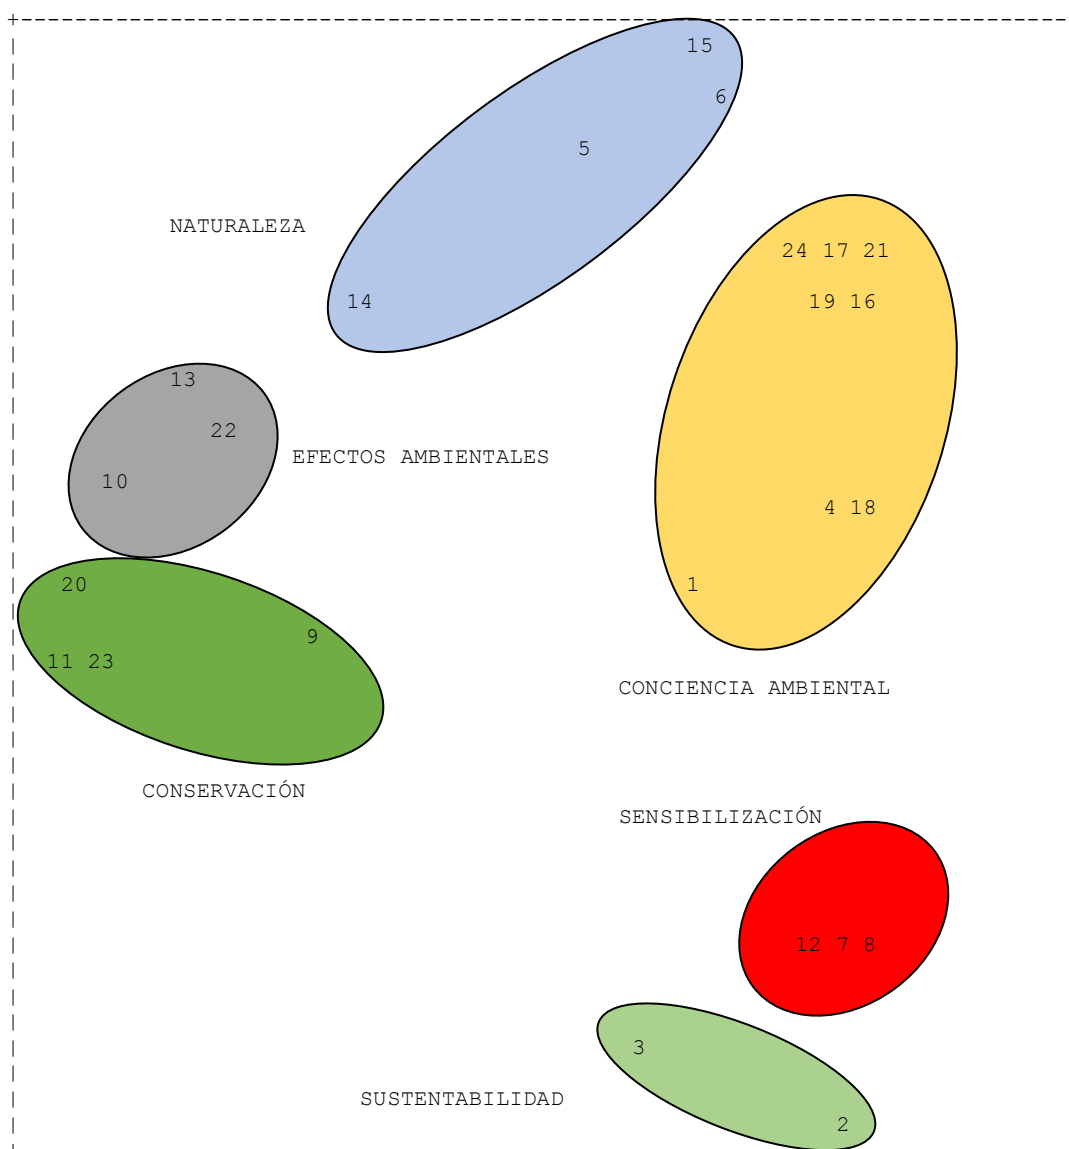 15
6
5
NATURALEZA
24 17 21
14
19 16
13
22
EFECTOS AMBIENTALES
10
4 18
20
1
9
11 23
CONCIENCIA AMBIENTAL
CONSERVACIÓN
SENSIBILIZACIÓN
12 7 8
3
SUSTENTABILIDAD
2